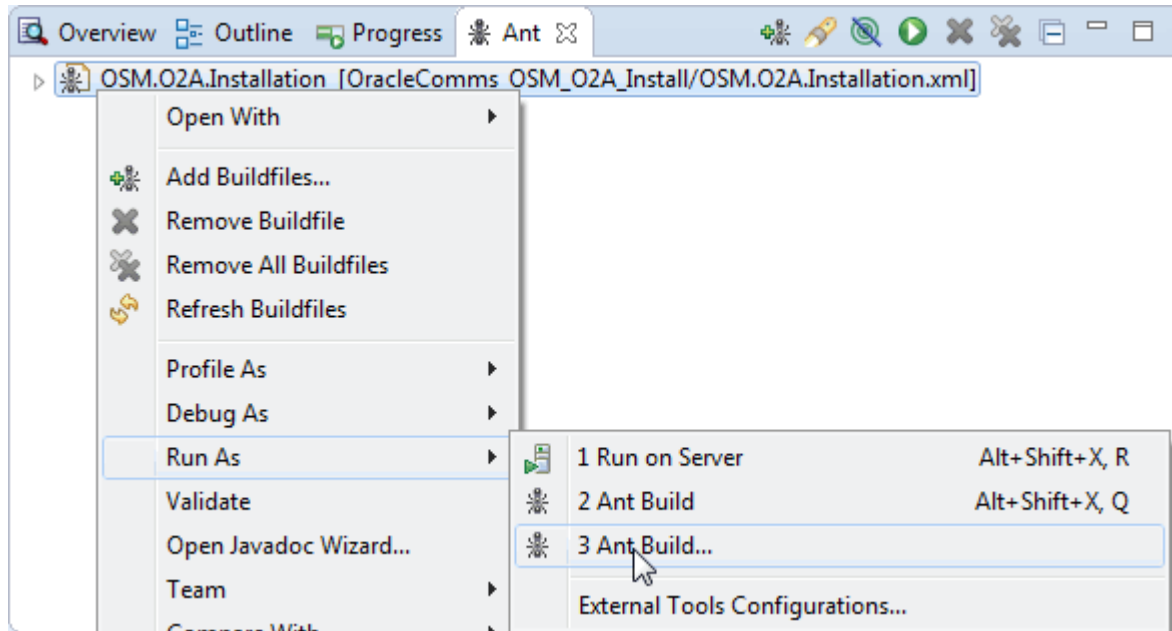 Overview Outline Progress Ant
OSM.O2A.Installation [OracleComms_OSM_O2A_Install/OSM.O2A.Installation.xml]
Open With
Add Buildfiles...
Remove Buildfile
Remove All Buildfiles
Refresh Buildfiles
Profile As
Debug As
Run As
1 Run on Server Alt+Shift+X, R
Validate
2 Ant Build Alt+Shift+X, Q
Open Javadoc Wizard...
3 Ant Build...
Team
External Tools Configurations...
Compare With